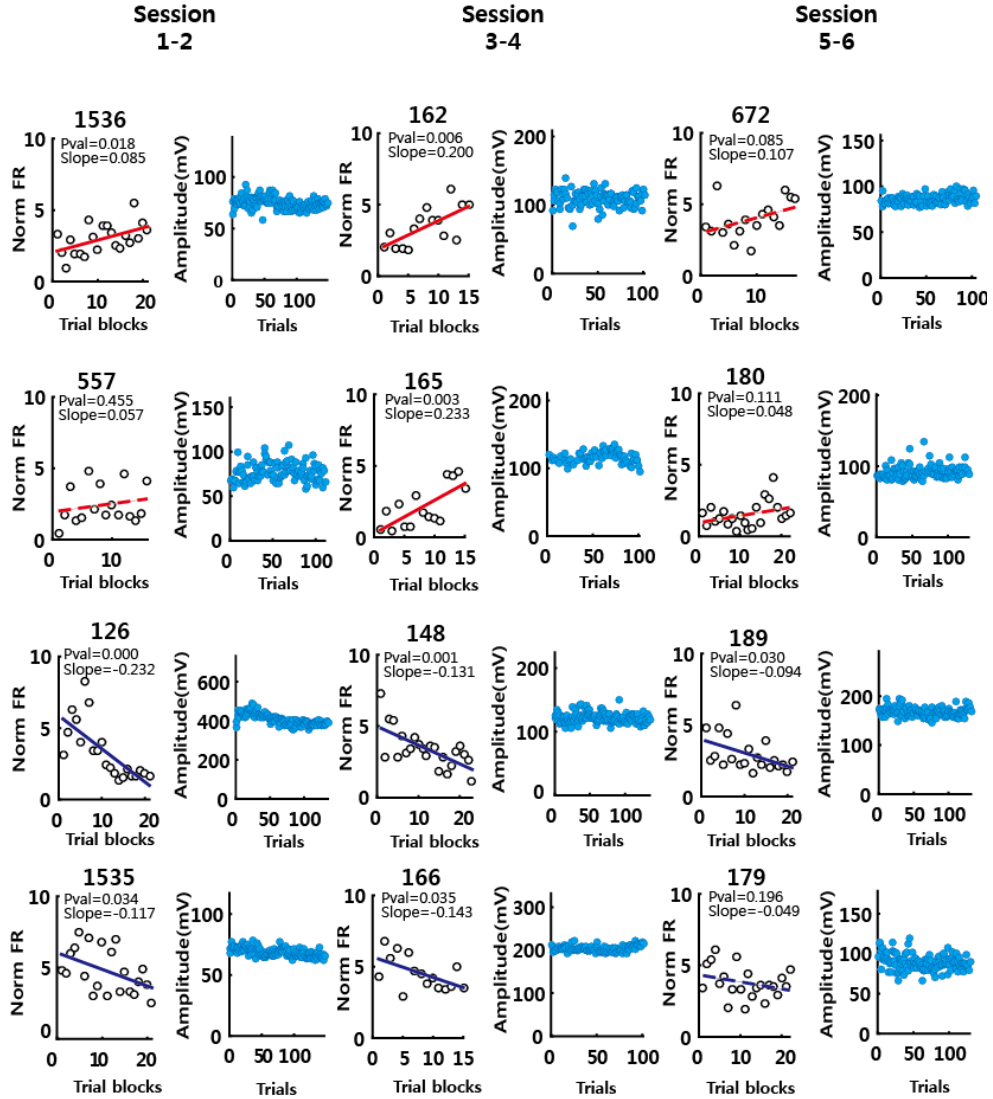 Session Session Session
1-2 3-4 5-6
1536 162 672
Pval=0.018
Slope=0.085
Pval=0.006
Slope=0.200
Pval=0.085
Slope=0.107
Norm FR
10
5
0
0 10 20
Trial blocks
Amplitude(mV)
100
50
0
0 50 100
Trials
Norm FR
10
5
0
0 5 10 15
Trial blocks
Amplitude(mV)
200
150
100
50
0
0 50 100
Trials
Norm FR
10
5
0
0 10
Trial blocks
Amplitude(mV)
150
100
50
0
0 50 100
Trials
557 165 180
Pval=0.455
Slope=0.057
Pval=0.003
Slope=0.233
Pval=0.111
Slope=0.048
Norm FR
10
5
0
10
Trial blocks
Amplitude(mV)
150
100
50
0
0 50 100
Trials
Norm FR
10
5
0
0 5 10 15
Trial blocks
Amplitude(mV)
200
100
0
0 50 100
Trials
Norm FR
10
5
0
0 10 20
Trial blocks
Amplitude(mV)
200
150
100
50
0
0 50 100
Trials
126 148 189
Pval=0.000
Slope=-0.232
Pval=0.001
Slope=-0.131
Pval=0.030
Slope=-0.094
Norm FR
10
5
0
0 10 20
Trial blocks
Amplitude(mV)
600
400
200
0
0 100
Trials
Norm FR
10
5
0
0 10 20
Trial blocks
Amplitude(mV)
200
150
100
50
0
0 100
Trials
Norm FR
10
5
0
0 10 20
Trial blocks
Amplitude(mV)
200
100
0
0 100
Trials
1535 166 179
Pval=0.034
Slope=-0.117
Pval=0.035
Slope=-0.143
Pval=0.196
Slope=-0.049
Norm FR
10
5
0
0 10 20
Trial blocks
Amplitude(mV)
100
50
0
0 50 100
Trials
Norm FR
10
5
0
0 5 10 15
Trial blocks
Amplitude(mV)
300
200
100
0
0 50 100
Trials
Norm FR
10
5
0
0 10 20
Trial blocks
Amplitude(mV)
150
100
50
0
0 50 100
Trials